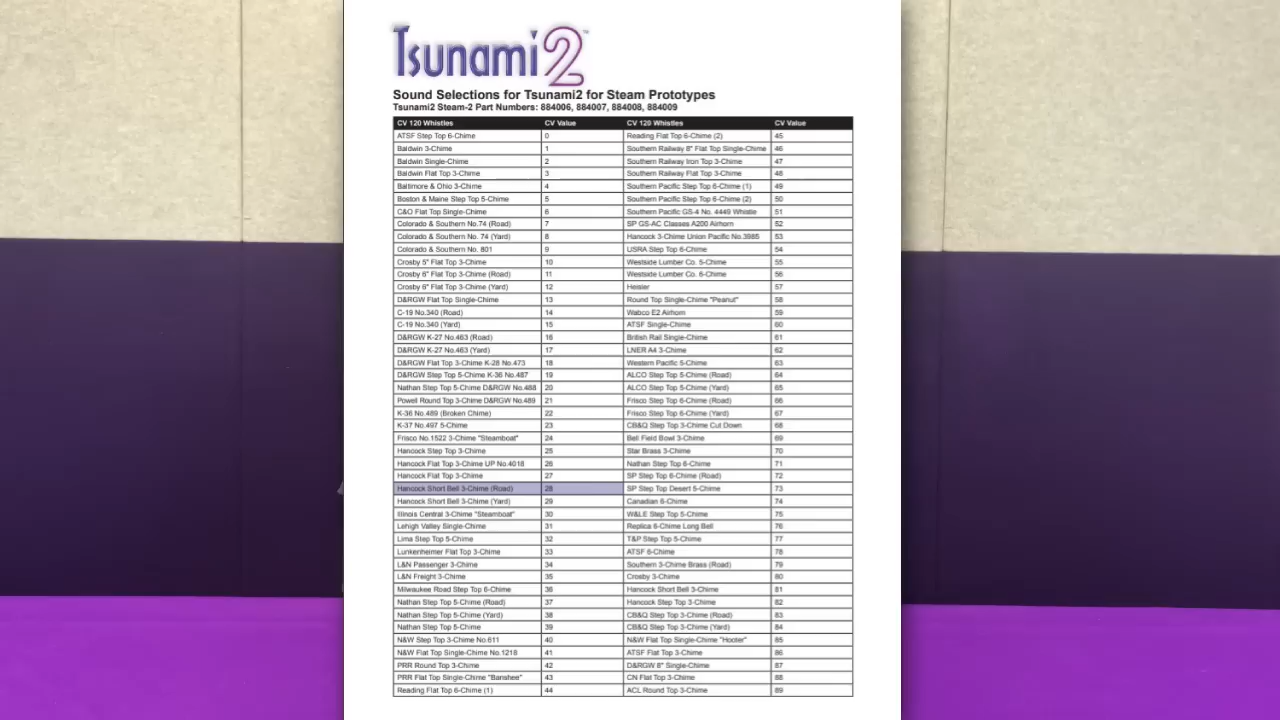 Tsunami2™
Sound Selections for Tsunami2 for Steam Prototypes
Tsunami2 Steam-2 Part Numbers: 884006, 884007, 884008, 884009
CV 120 Whistles CV Value CV 120 Whistles CV Value
ATSF Step Top 6-Chime 0 Reading Flat Top 6-Chime (2) 45
Baldwin 3-Chime 1 Southern Railway 8" Flat Top Single-Chime 46
Baldwin Single-Chime 2 Southern Railway Iron Top 3-Chime 47
Baldwin Flat Top 3-Chime 3 Southern Railway Flat Top 3-Chime 48
Baltimore & Ohio 3-Chime 4 Southern Pacific Step Top 6-Chime (1) 49
Boston & Maine Step Top 5-Chime 5 Southern Pacific Step Top 6-Chime (2) 50
C&O Flat Top Single-Chime 6 Southern Pacific GS-4 No. 4449 Whistle 51
Colorado & Southern No.74 (Road) 7 SP GS-AC Classes A200 Airhorn 52
Colorado & Southern No. 74 (Yard) 8 Hancock 3-Chime Union Pacific No.3985 53
Colorado & Southern No. 801 9 USRA Step Top 6-Chime 54
Crosby 5" Flat Top 3-Chime 10 Westside Lumber Co. 5-Chime 55
Crosby 6" Flat Top 3-Chime (Road) 11 Westside Lumber Co. 6-Chime 56
Crosby 6" Flat Top 3-Chime (Yard) 12 Heisler 57
D&RGW Flat Top Single-Chime 13 Round Top Single-Chime "Peanut" 58
C-19 No.340 (Road) 14 Wabco E2 Airhorn 59
C-19 No.340 (Yard) 15 ATSF Single-Chime 60
D&RGW K-27 No.463 (Road) 16 British Rail Single-Chime 61
D&RGW K-27 No.463 (Yard) 17 LNER A4 3-Chime 62
D&RGW Flat Top 3-Chime K-28 No.473 18 Western Pacific 5-Chime 63
D&RGW Step Top 5-Chime K-36 No.487 19 ALCO Step Top 5-Chime (Road) 64
Nathan Step Top 5-Chime D&RGW No.488 20 ALCO Step Top 5-Chime (Yard) 65
Powell Round Top 3-Chime D&RGW No.489 21 Frisco Step Top 6-Chime (Road) 66
K-36 No.489 (Broken Chime) 22 Frisco Step Top 6-Chime (Yard) 67
K-37 No.497 5-Chime 23 CB&Q Step Top 3-Chime Cut Down 68
Frisco No.1522 3-Chime "Steamboat" 24 Bell Field Bowl 3-Chime 69
Hancock Step Top 3-Chime 25 Star Brass 3-Chime 70
Hancock Flat Top 3-Chime UP No.4018 26 Nathan Step Top 6-Chime 71
Hancock Flat Top 3-Chime 27 SP Step Top 6-Chime (Road) 72
Hancock Short Bell 3-Chime (Road) 28 SP Step Top Desert 5-Chime 73
Hancock Short Bell 3-Chime (Yard) 29 Canadian 6-Chime 74
Illinois Central 3-Chime "Steamboat" 30 W&LE Step Top 5-Chime 75
Lehigh Valley Single-Chime 31 Replica 6-Chime Long Bell 76
Lima Step Top 5-Chime 32 T&P Step Top 5-Chime 77
Lunkenheimer Flat Top 3-Chime 33 ATSF 6-Chime 78
L&N Passenger 3-Chime 34 Southern 3-Chime Brass (Road) 79
L&N Freight 3-Chime 35 Crosby 3-Chime 80
Milwaukee Road Step Top 6-Chime 36 Hancock Short Bell 3-Chime 81
Nathan Step Top 5-Chime (Road) 37 Hancock Step Top 3-Chime 82
Nathan Step Top 5-Chime (Yard) 38 CB&Q Step Top 3-Chime (Road) 83
Nathan Step Top 5-Chime 39 CB&Q Step Top 3-Chime (Yard) 84
N&W Step Top 3-Chime No.611 40 N&W Flat Top Single-Chime "Hooter" 85
N&W Flat Top Single-Chime No.1218 41 ATSF Flat Top 3-Chime 86
PRR Round Top 3-Chime 42 D&RGW 8" Single-Chime 87
PRR Flat Top Single-Chime "Banshee" 43 CN Flat Top 3-Chime 88
Reading Flat Top 6-Chime (1) 44 ACL Round Top 3-Chime 89